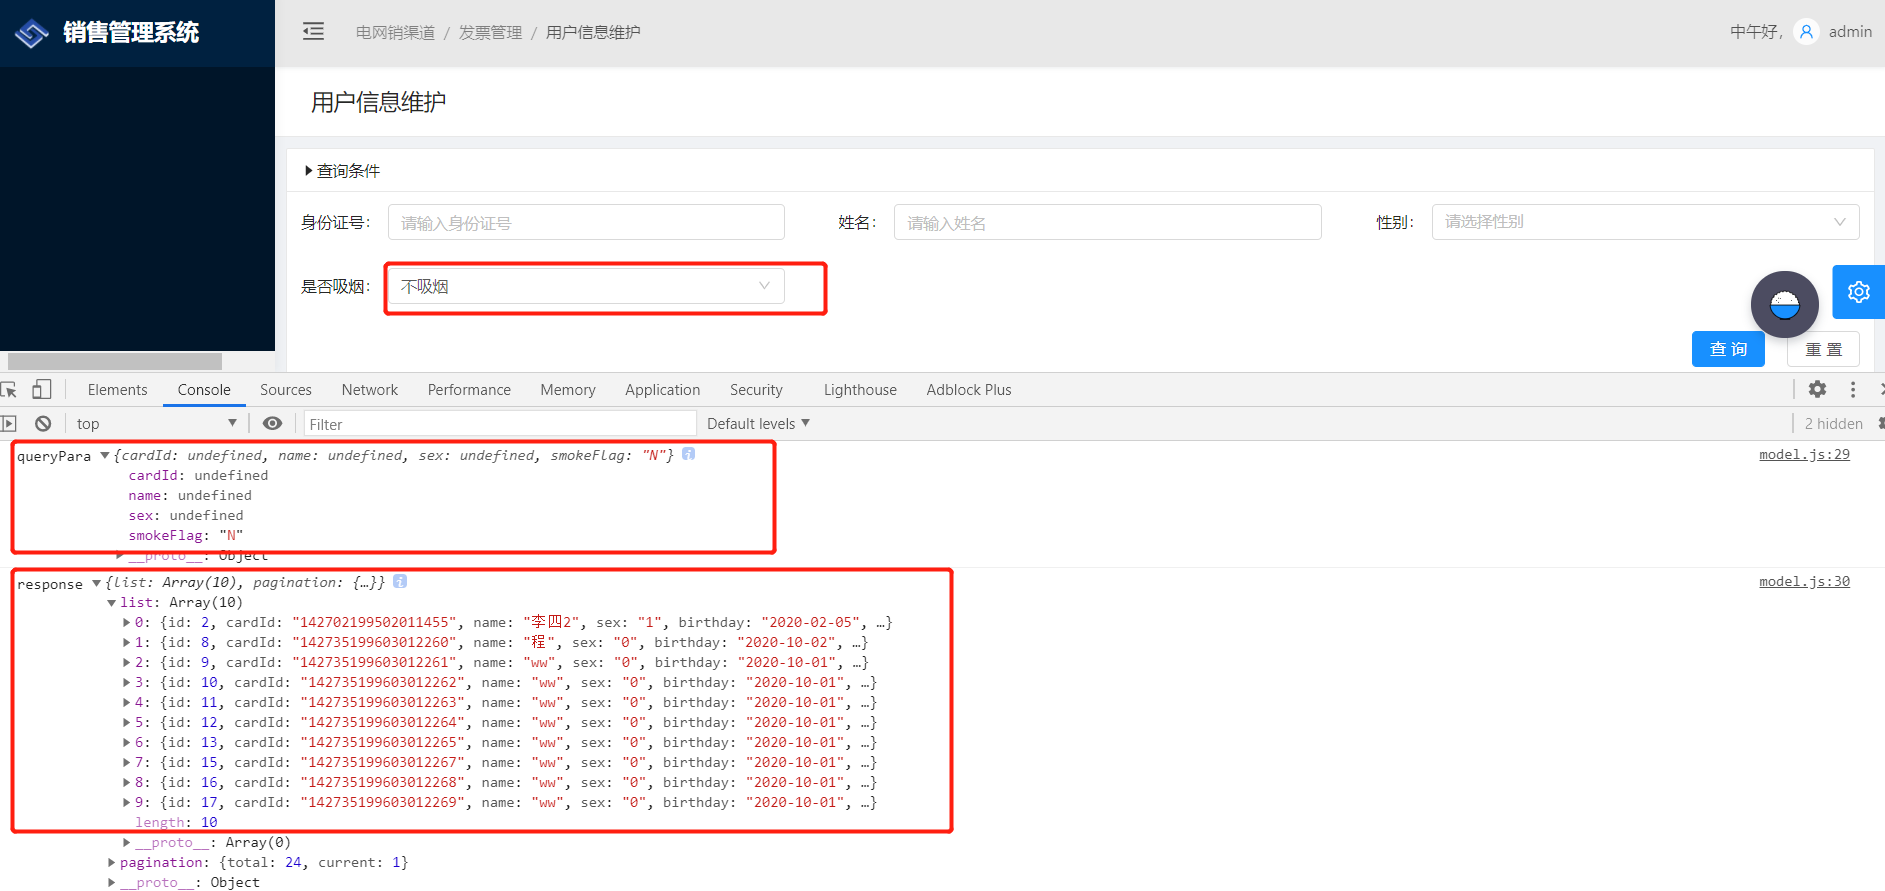 销售管理系统
电网销渠道 / 发票管理 / 用户信息维护
中午好, admin
用户信息维护
查询条件
身份证号: 请输入身份证号 姓名: 请输入姓名 性别: 请选择性别
是否吸烟: 不吸烟
查 询 重 置
Elements Console Sources Network Performance Memory Application Security Lighthouse Adblock Plus
top Filter Default levels 2 hidden
queryPara {cardId: undefined, name: undefined, sex: undefined, smokeFlag: "N"} model.js:29
cardId: undefined
name: undefined
sex: undefined
smokeFlag: "N"
__proto__: Object
response {list: Array(10), pagination: {…}} model.js:30
list: Array(10)
0: {id: 2, cardId: "142702199502011455", name: "李四2", sex: "1", birthday: "2020-02-05", …}
1: {id: 8, cardId: "142735199603012260", name: "程", sex: "0", birthday: "2020-10-02", …}
2: {id: 9, cardId: "142735199603012261", name: "ww", sex: "0", birthday: "2020-10-01", …}
3: {id: 10, cardId: "142735199603012262", name: "ww", sex: "0", birthday: "2020-10-01", …}
4: {id: 11, cardId: "142735199603012263", name: "ww", sex: "0", birthday: "2020-10-01", …}
5: {id: 12, cardId: "142735199603012264", name: "ww", sex: "0", birthday: "2020-10-01", …}
6: {id: 13, cardId: "142735199603012265", name: "ww", sex: "0", birthday: "2020-10-01", …}
7: {id: 15, cardId: "142735199603012267", name: "ww", sex: "0", birthday: "2020-10-01", …}
8: {id: 16, cardId: "142735199603012268", name: "ww", sex: "0", birthday: "2020-10-01", …}
9: {id: 17, cardId: "142735199603012269", name: "ww", sex: "0", birthday: "2020-10-01", …}
length: 10
__proto__: Array(0)
pagination: {total: 24, current: 1}
__proto__: Object